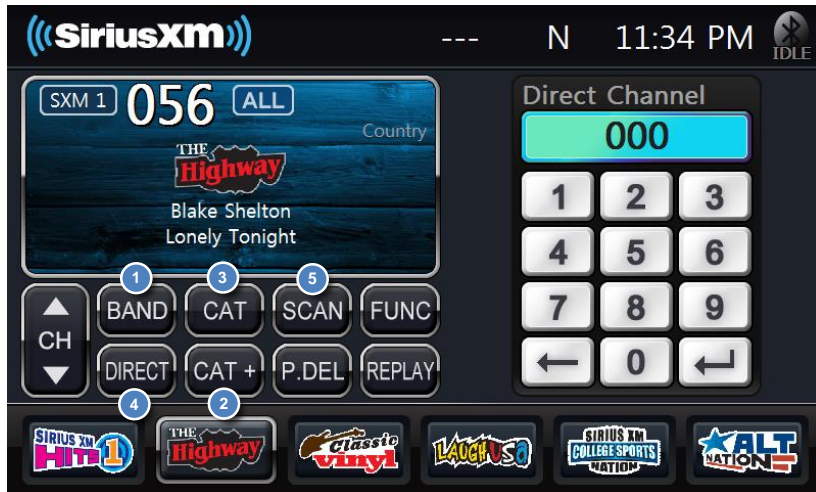 ((SiriusXM))
--- N 11:34 PM IDLE
SXM 1 056 ALL
Country
THE Highway
Blake Shelton
Lonely Tonight
Direct Channel
000
1 2 3
4 5 6
7 8 9
← 0 ↵
1 3 5
▲ CH ▼
BAND CAT SCAN FUNC
DIRECT CAT + P.DEL REPLAY
4 2
SIRIUS XM HITS 1
THE Highway
Classic Vinyl
LAUGH USA
SIRIUS XM COLLEGE SPORTS NATION
ALT NATION